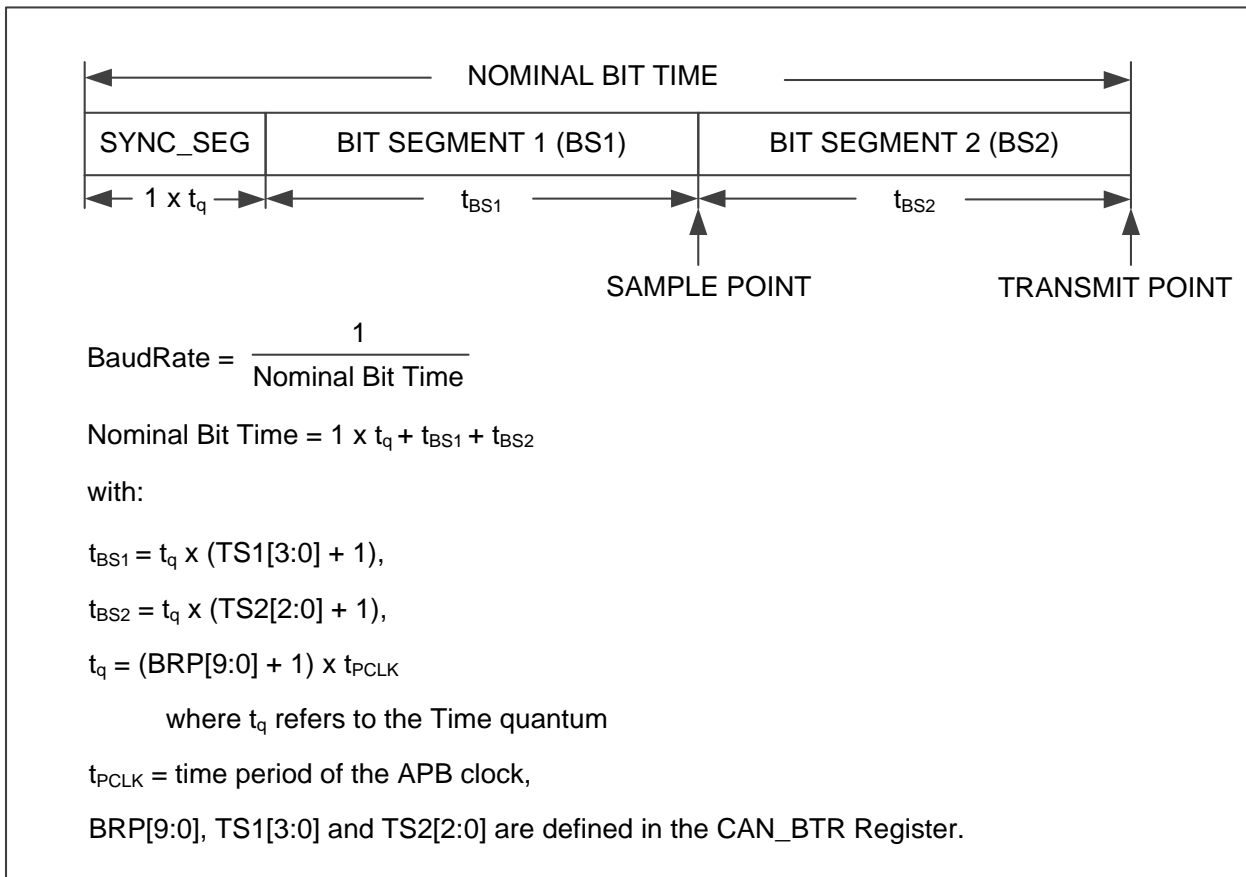 NOMINAL BIT TIME
SYNC_SEG BIT SEGMENT 1 (BS1) BIT SEGMENT 2 (BS2)
1 x tq tBS1 tBS2
SAMPLE POINT TRANSMIT POINT
BaudRate = 1 / Nominal Bit Time
Nominal Bit Time = 1 x tq + tBS1 + tBS2
with:
tBS1 = tq x (TS1[3:0] + 1),
tBS2 = tq x (TS2[2:0] + 1),
tq = (BRP[9:0] + 1) x tPCLK
where tq refers to the Time quantum
tPCLK = time period of the APB clock,
BRP[9:0], TS1[3:0] and TS2[2:0] are defined in the CAN_BTR Register.